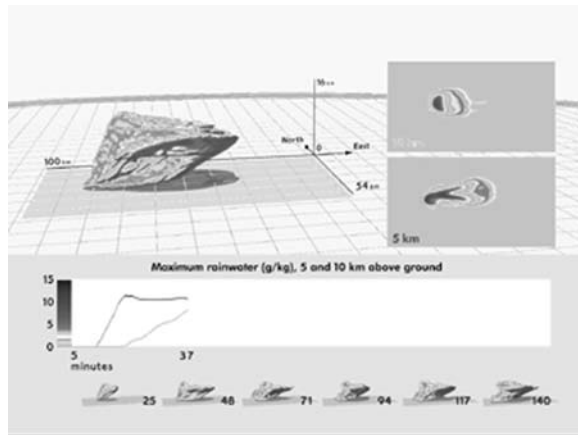 16 km
10 km
North
0
East
100 km
54 km
5 km
Maximum rainwater (g/kg), 5 and 10 km above ground
15
10
5
0
5
37
minutes
25
48
71
94
117
140